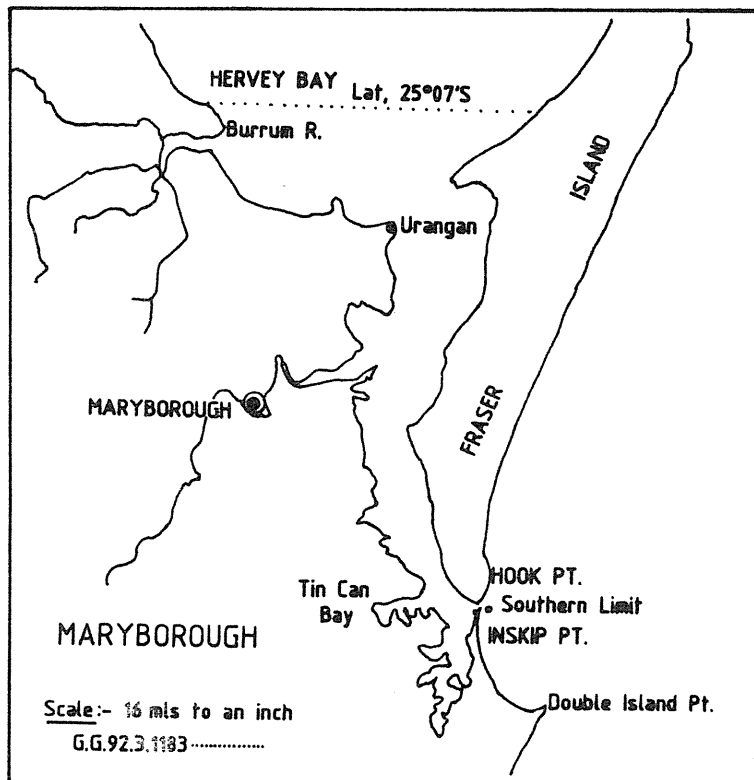 HERVEY BAY
Lat, 25°07'S
Burrum R.
ISLAND
Urangan
MARYBOROUGH
FRASER
HOOK PT.
Tin Can
Bay
Southern Limit
INSKIP PT.
MARYBOROUGH
Double Island Pt.
Scale:- 16 mls to an inch
G.G.92.3.1183..................